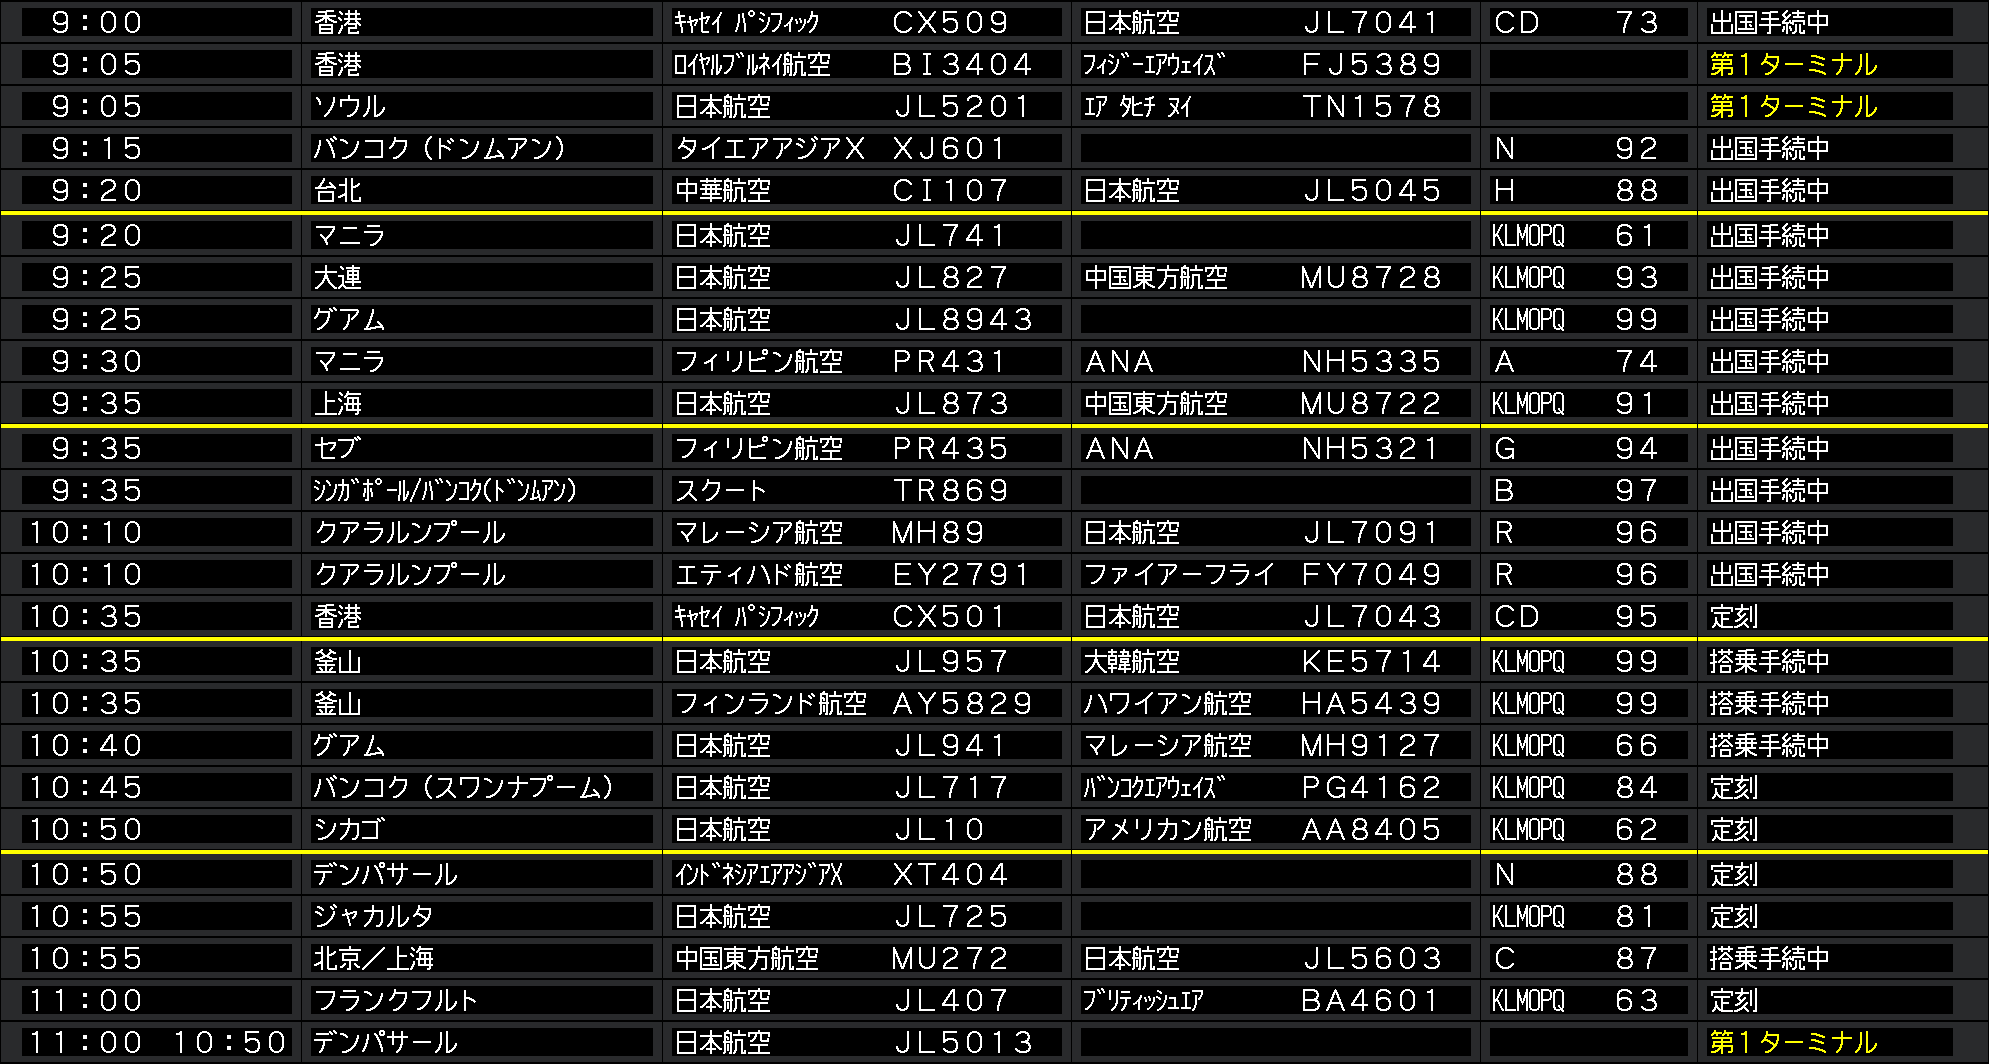 9:00 香港 ｷｬｾｲ ﾊﾟｼﾌｨｯｸ CX509 日本航空 JL7041 CD 73 出国手続中
9:05 香港 ﾛｲﾔﾙﾌﾞﾙﾈｲ航空 BI3404 ﾌｨｼﾞｰｴｱｳｪｲｽﾞ FJ5389 第1ターミナル
9:05 ソウル 日本航空 JL5201 ｴｱ ﾀﾋﾁ ﾇｲ TN1578 第1ターミナル
9:15 バンコク（ドンムアン） タイエアアジアX XJ601 N 92 出国手続中
9:20 台北 中華航空 CI107 日本航空 JL5045 H 88 出国手続中
9:20 マニラ 日本航空 JL741 KLMOPQ 61 出国手続中
9:25 大連 日本航空 JL827 中国東方航空 MU8728 KLMOPQ 93 出国手続中
9:25 グアム 日本航空 JL8943 KLMOPQ 99 出国手続中
9:30 マニラ フィリピン航空 PR431 ANA NH5335 A 74 出国手続中
9:35 上海 日本航空 JL873 中国東方航空 MU8722 KLMOPQ 91 出国手続中
9:35 セブ フィリピン航空 PR435 ANA NH5321 G 94 出国手続中
9:35 ｼﾝｶﾞﾎﾟｰﾙ/ﾊﾞﾝｺｸ(ﾄﾞﾝﾑｱﾝ) スクート TR869 B 97 出国手続中
10:10 クアラルンプール マレーシア航空 MH89 日本航空 JL7091 R 96 出国手続中
10:10 クアラルンプール エティハド航空 EY2791 ファイアーフライ FY7049 R 96 出国手続中
10:35 香港 ｷｬｾｲ ﾊﾟｼﾌｨｯｸ CX501 日本航空 JL7043 CD 95 定刻
10:35 釜山 日本航空 JL957 大韓航空 KE5714 KLMOPQ 99 搭乗手続中
10:35 釜山 フィンランド航空 AY5829 ハワイアン航空 HA5439 KLMOPQ 99 搭乗手続中
10:40 グアム 日本航空 JL941 マレーシア航空 MH9127 KLMOPQ 66 搭乗手続中
10:45 バンコク（スワンナプーム） 日本航空 JL717 ﾊﾞﾝｺｸｴｱｳｪｲｽﾞ PG4162 KLMOPQ 84 定刻
10:50 シカゴ 日本航空 JL10 アメリカン航空 AA8405 KLMOPQ 62 定刻
10:50 デンパサール ｲﾝﾄﾞﾈｼｱｴｱｱｼﾞｱX XT404 N 88 定刻
10:55 ジャカルタ 日本航空 JL725 KLMOPQ 81 定刻
10:55 北京／上海 中国東方航空 MU272 日本航空 JL5603 C 87 搭乗手続中
11:00 フランクフルト 日本航空 JL407 ﾌﾞﾘﾃｨｯｼｭｴｱ BA4601 KLMOPQ 63 定刻
11:00 10:50 デンパサール 日本航空 JL5013 第1ターミナル